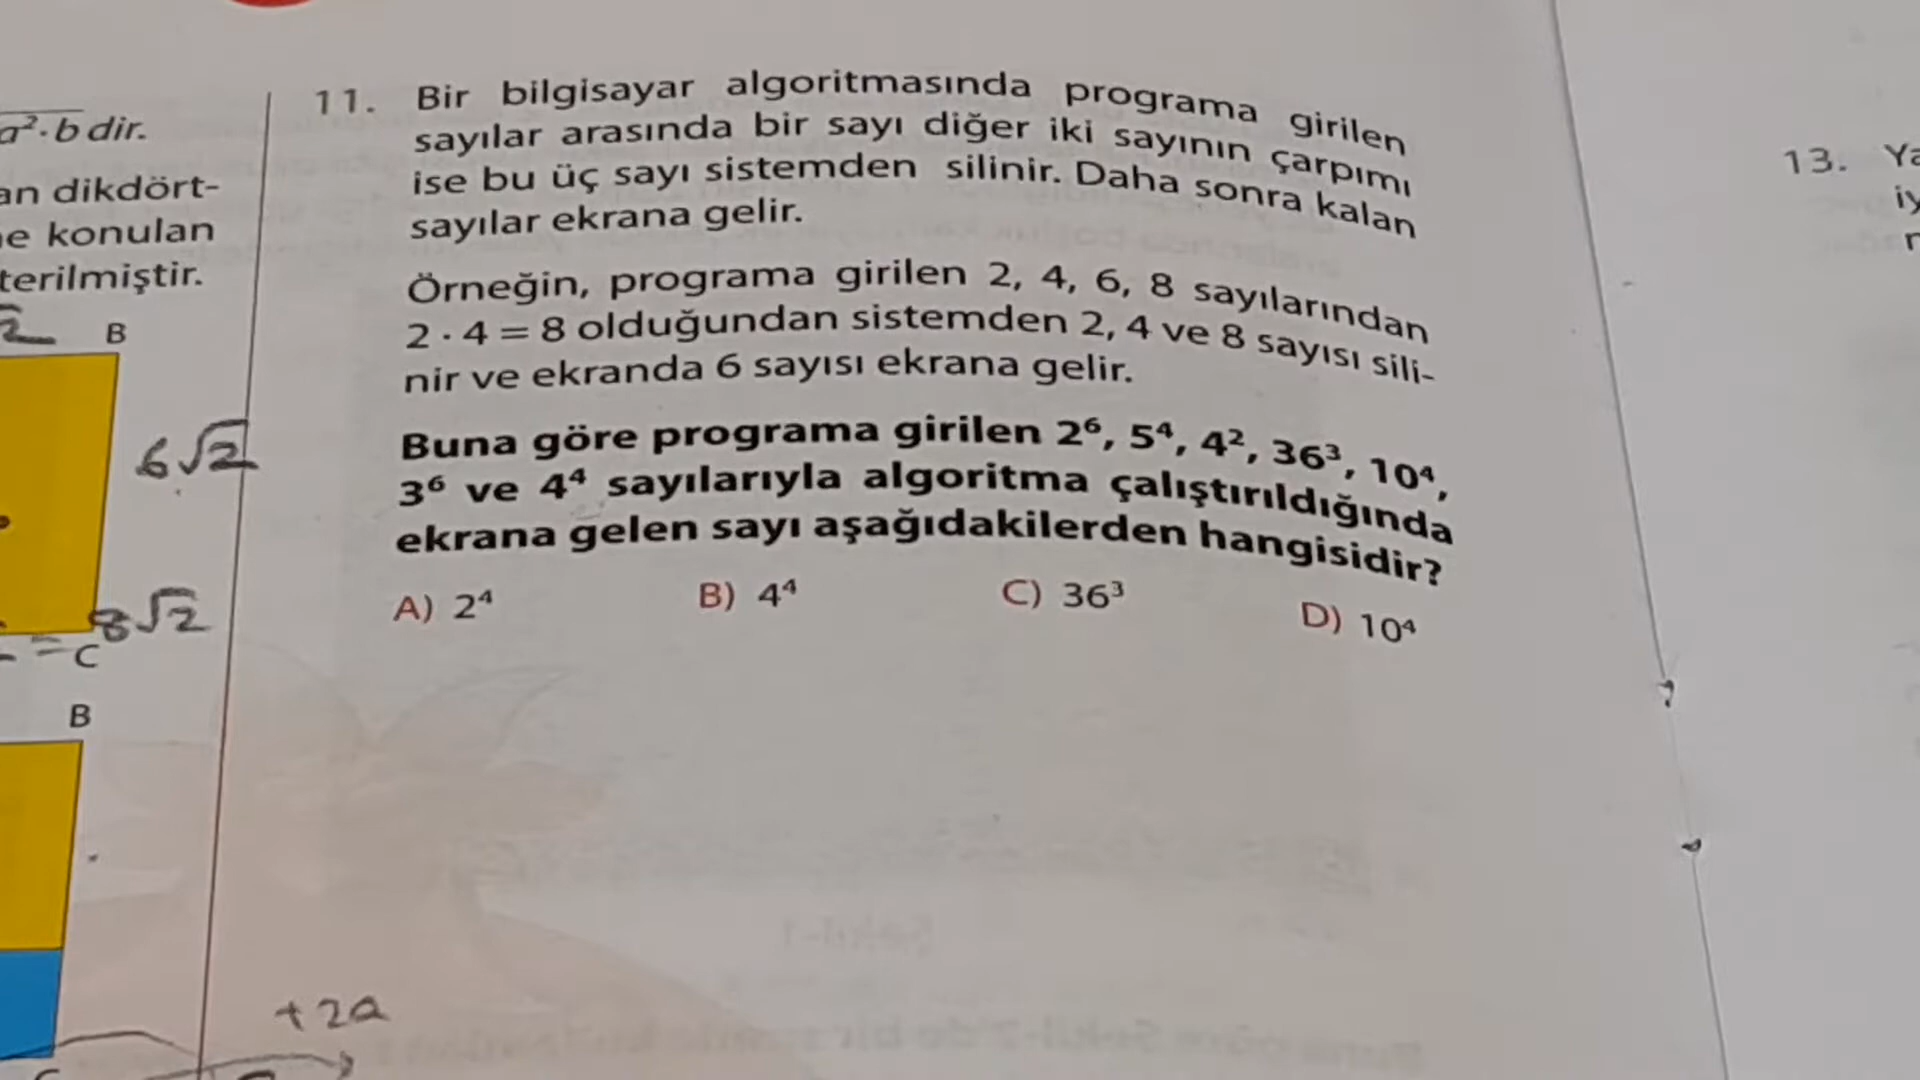 a²·b dir.
an dikdört-
e konulan
terilmiştir.
B
6√2
8√2
=
C
B
+2a
11. Bir bilgisayar algoritmasında programa girilen
sayılar arasında bir sayı diğer iki sayının çarpımı
ise bu üç sayı sistemden silinir. Daha sonra kalan
sayılar ekrana gelir.
Örneğin, programa girilen 2, 4, 6, 8 sayılarından
2 · 4 = 8 olduğundan sistemden 2, 4 ve 8 sayısı sili-
nir ve ekranda 6 sayısı ekrana gelir.
Buna göre programa girilen 2⁶, 5⁴, 4², 36³, 10⁴,
3⁶ ve 4⁴ sayılarıyla algoritma çalıştırıldığında
ekrana gelen sayı aşağıdakilerden hangisidir?
A) 2⁴ B) 4⁴ C) 36³ D) 10⁴
13. Ya
iy